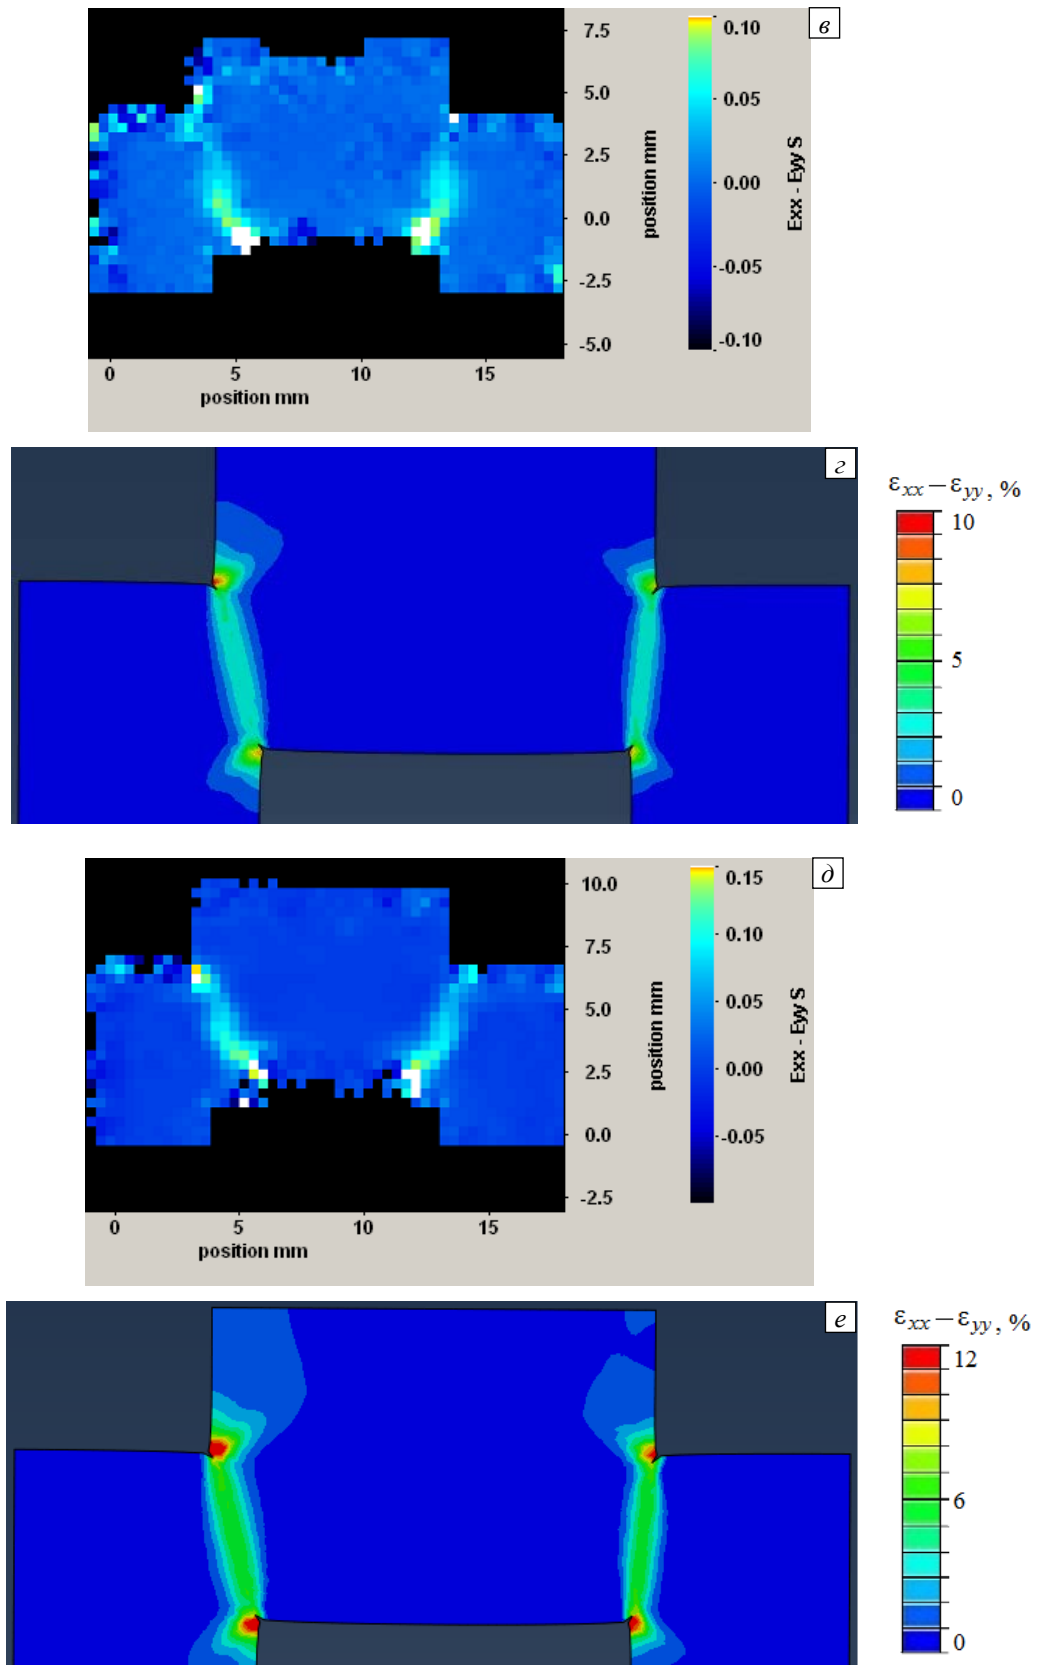 в
7.5
5.0
2.5
0.0
-2.5
-5.0
position mm
0.10
0.05
0.00
-0.05
-0.10
Exx - Eyy S
0 5 10 15
position mm
г
εxx – εyy, %
10
5
0
д
10.0
7.5
5.0
2.5
0.0
-2.5
position mm
0.15
0.10
0.05
0.00
-0.05
Exx - Eyy S
0 5 10 15
position mm
е
εxx – εyy, %
12
6
0